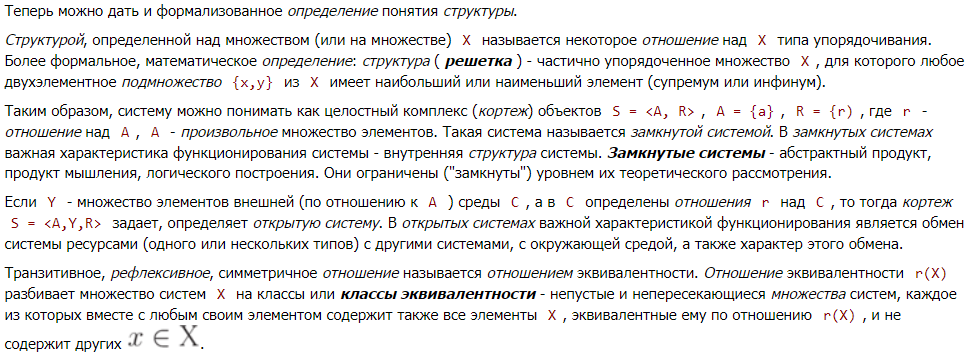 Теперь можно дать и формализованное определение понятия структуры.
Структурой, определенной над множеством (или на множестве) X называется некоторое отношение над X типа упорядочивания.
Более формальное, математическое определение: структура ( решетка ) - частично упорядоченное множество X , для которого любое
двухэлементное подмножество {x,y} из X имеет наибольший или наименьший элемент (супремум или инфинум).
Таким образом, систему можно понимать как целостный комплекс (кортеж) объектов S = <A, R> , A = {a} , R = {r) , где r -
отношение над A , A - произвольное множество элементов. Такая система называется замкнутой системой. В замкнутых системах
важная характеристика функционирования системы - внутренняя структура системы. Замкнутые системы - абстрактный продукт,
продукт мышления, логического построения. Они ограничены ("замкнуты") уровнем их теоретического рассмотрения.
Если Y - множество элементов внешней (по отношению к A ) среды C , а в C определены отношения r над C , то тогда кортеж
S = <A,Y,R> задает, определяет открытую систему. В открытых системах важной характеристикой функционирования является обмен
системы ресурсами (одного или нескольких типов) с другими системами, с окружающей средой, а также характер этого обмена.
Транзитивное, рефлексивное, симметричное отношение называется отношением эквивалентности. Отношение эквивалентности r(X)
разбивает множество систем X на классы или классы эквивалентности - непустые и непересекающиеся множества систем, каждое
из которых вместе с любым своим элементом содержит также все элементы X , эквивалентные ему по отношению r(X) , и не
содержит других x ∈ X.